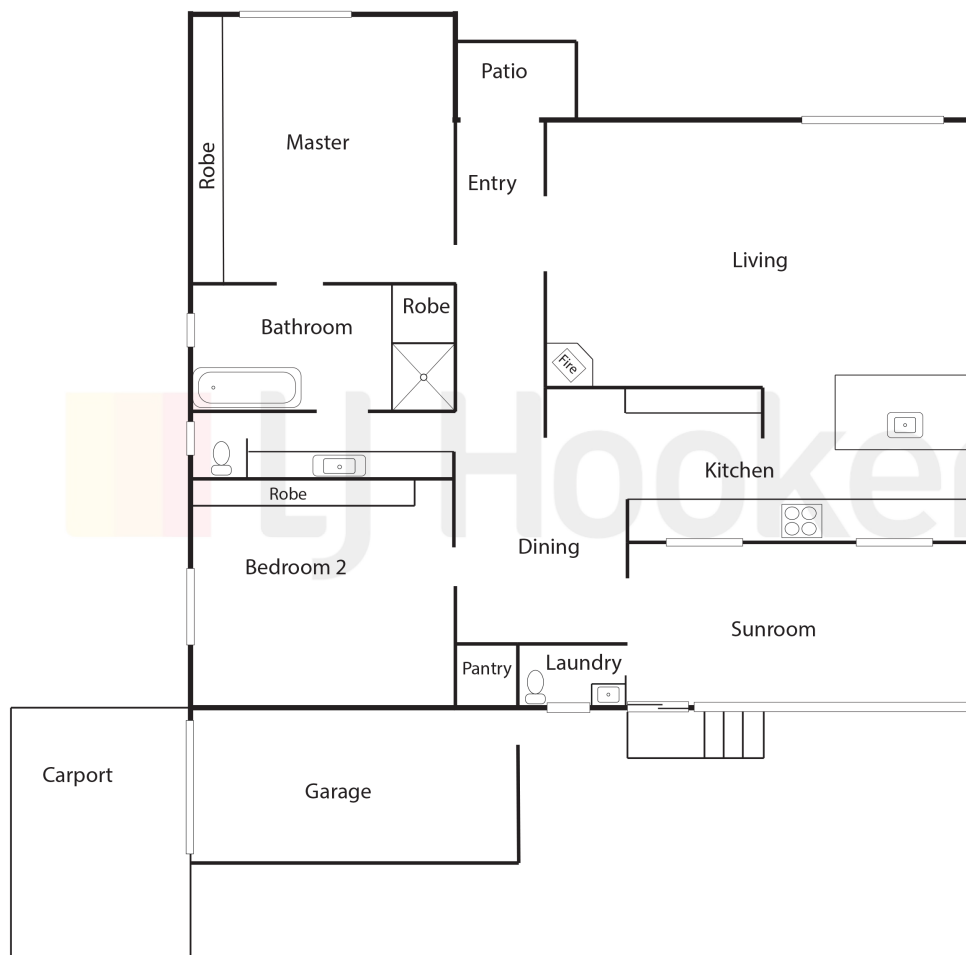 Patio
Master
Robe
Entry
Living
Robe
Bathroom
Fire
LJ Hooker
Kitchen
Robe
Dining
Bedroom 2
Sunroom
Pantry
Laundry
Carport
Garage